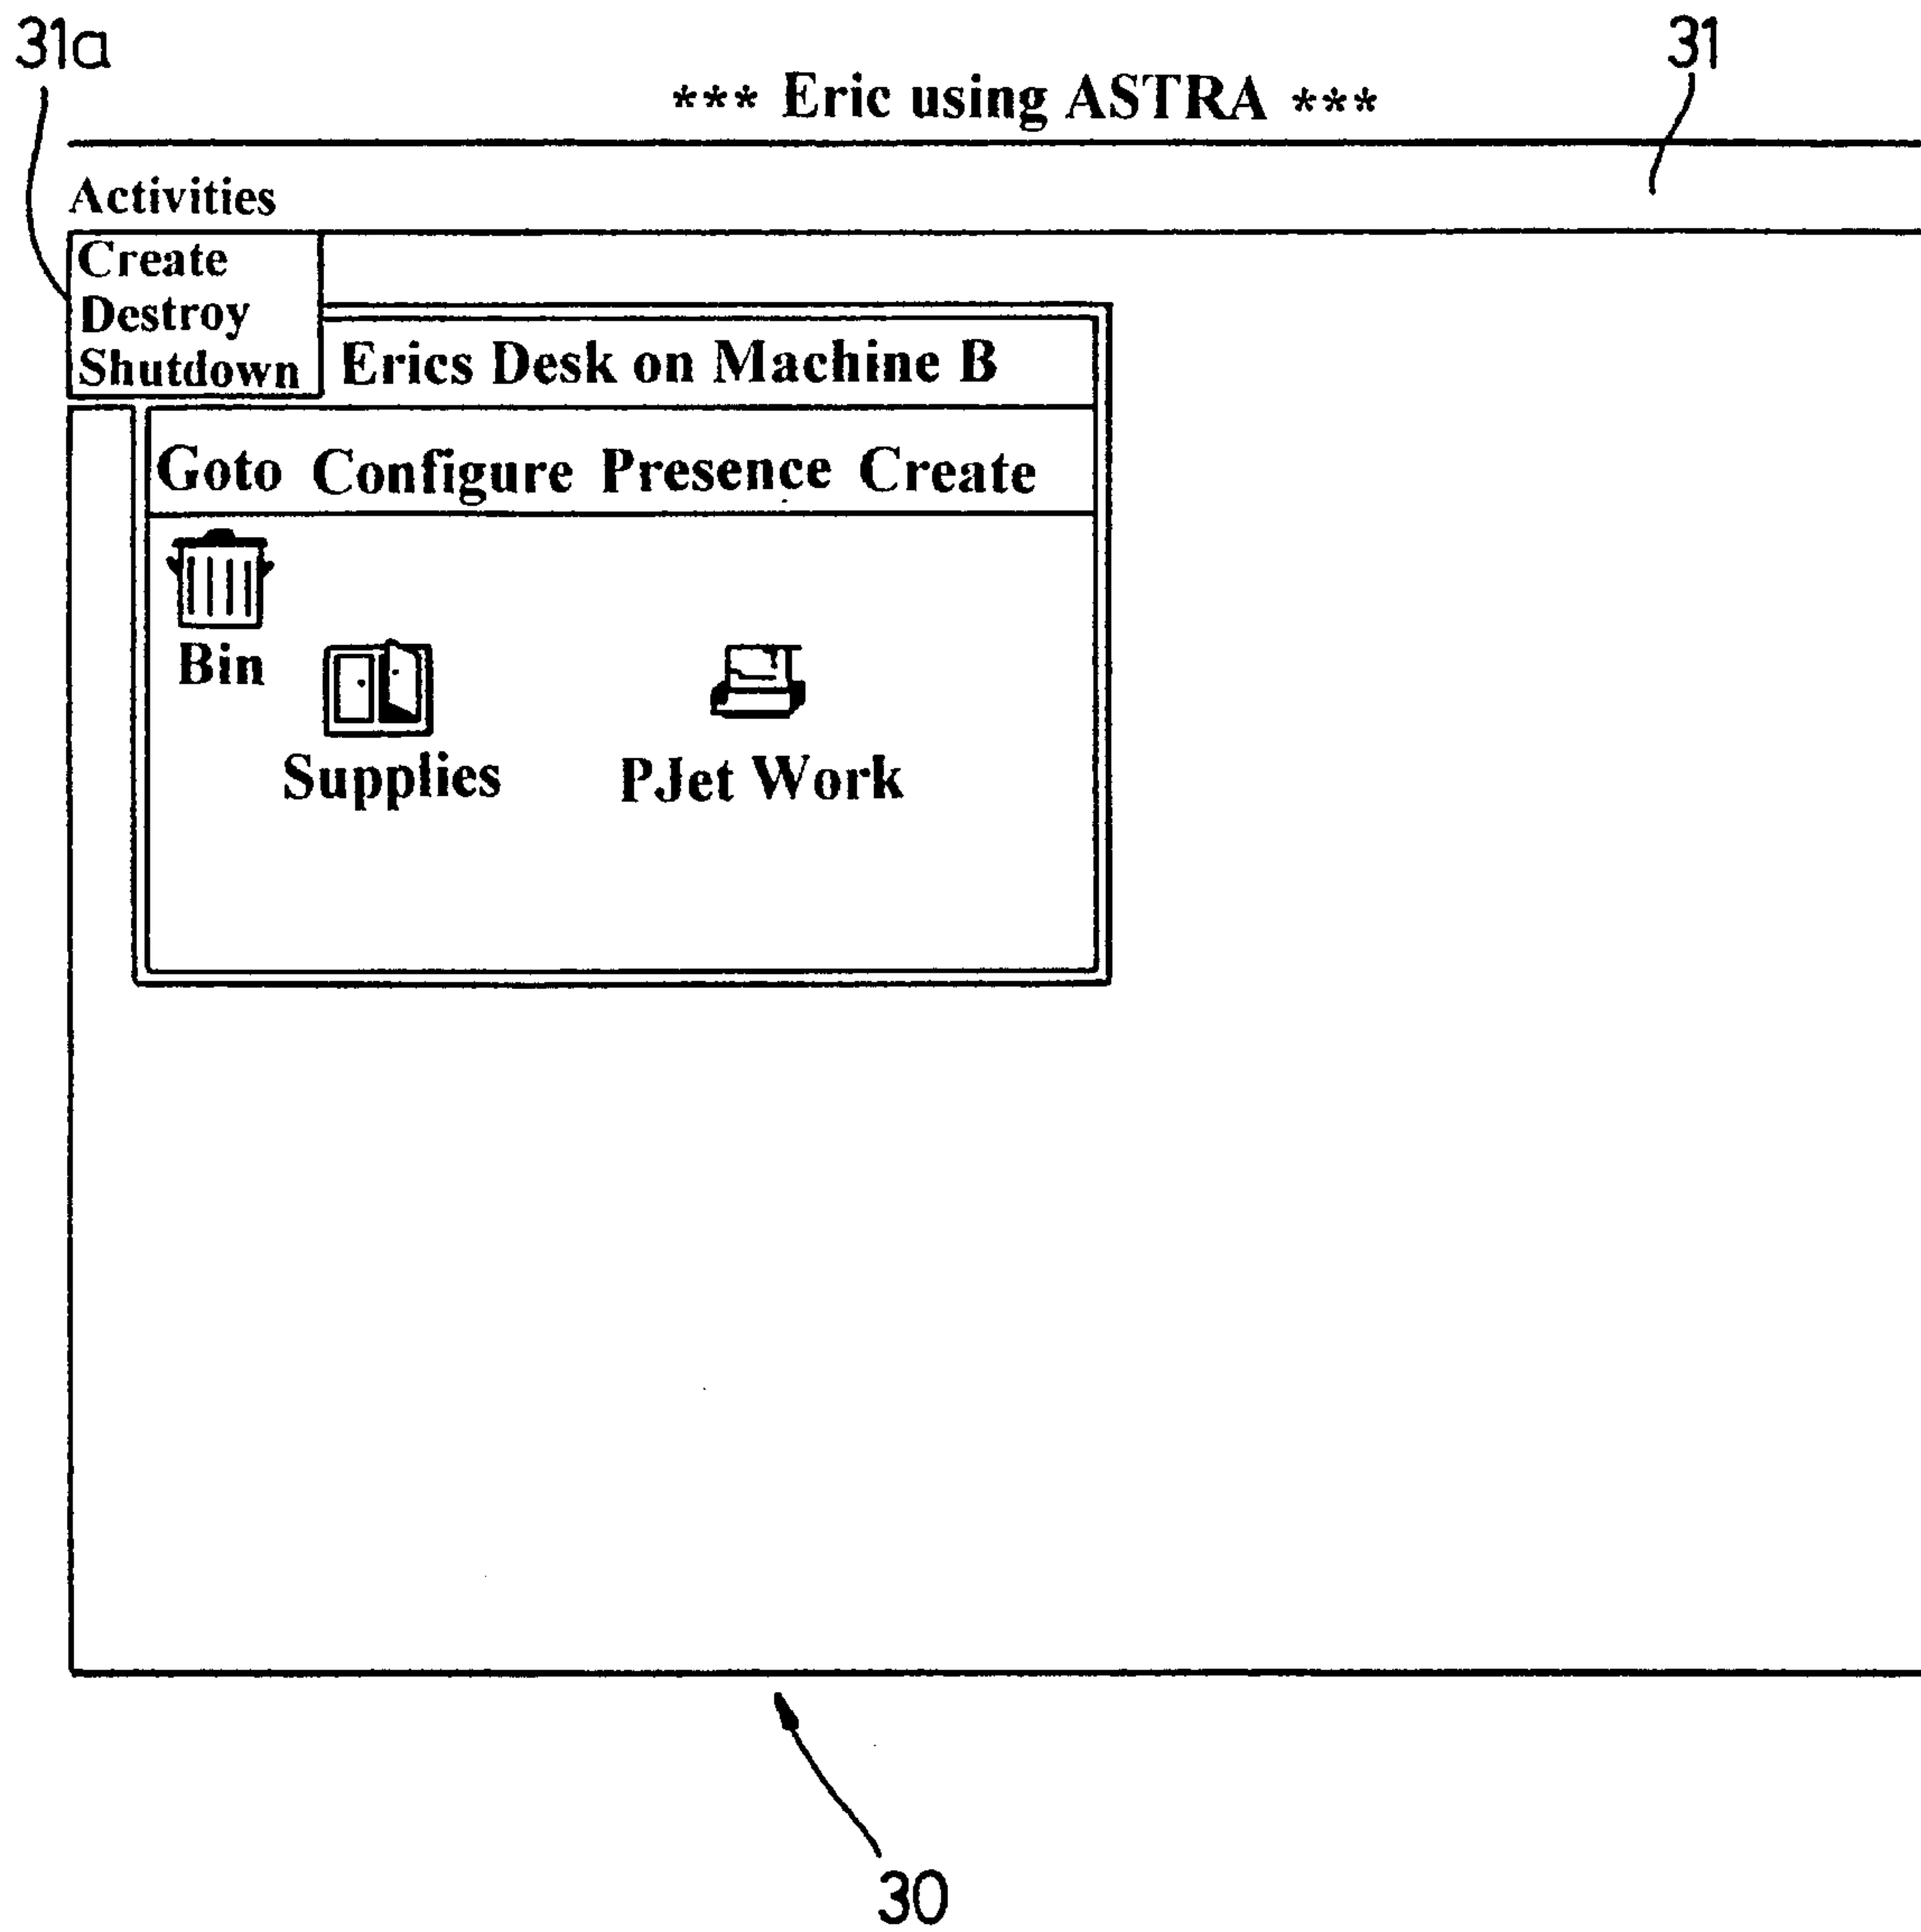 31a
31
*** Eric using ASTRA ***
Activities
Create
Destroy
Shutdown
Erics Desk on Machine B
Goto Configure Presence Create
Bin
Supplies
PJet Work
30